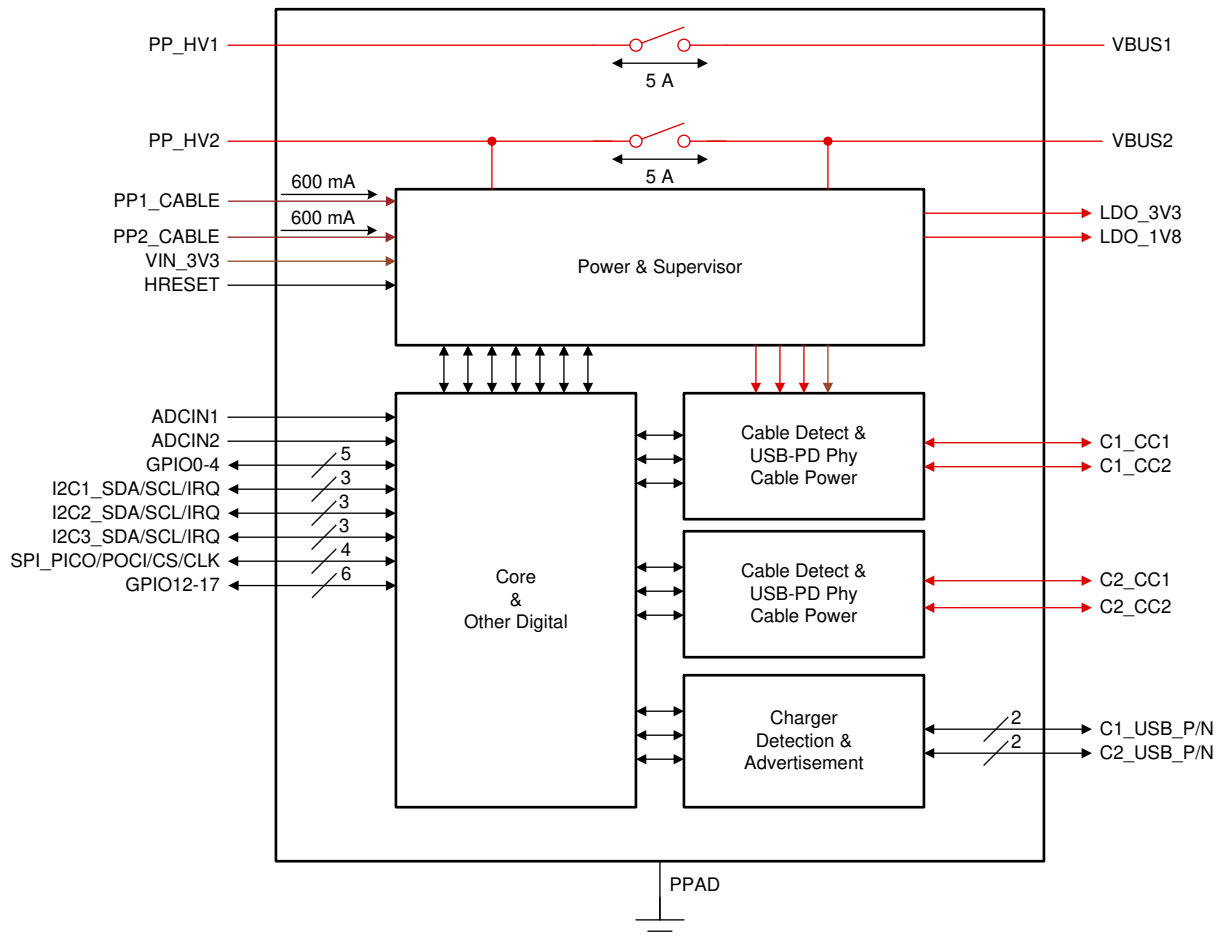 PP_HV1
VBUS1
5 A
PP_HV2
VBUS2
5 A
600 mA
PP1_CABLE
600 mA
PP2_CABLE
VIN_3V3
HRESET
Power & Supervisor
LDO_3V3
LDO_1V8
ADCIN1
ADCIN2
GPIO0-4
5
I2C1_SDA/SCL/IRQ
3
I2C2_SDA/SCL/IRQ
3
I2C3_SDA/SCL/IRQ
3
SPI_PICO/POCI/CS/CLK
4
GPIO12-17
6
Core
&
Other Digital
Cable Detect &
USB-PD Phy
Cable Power
C1_CC1
C1_CC2
Cable Detect &
USB-PD Phy
Cable Power
C2_CC1
C2_CC2
Charger
Detection &
Advertisement
2
C1_USB_P/N
2
C2_USB_P/N
PPAD